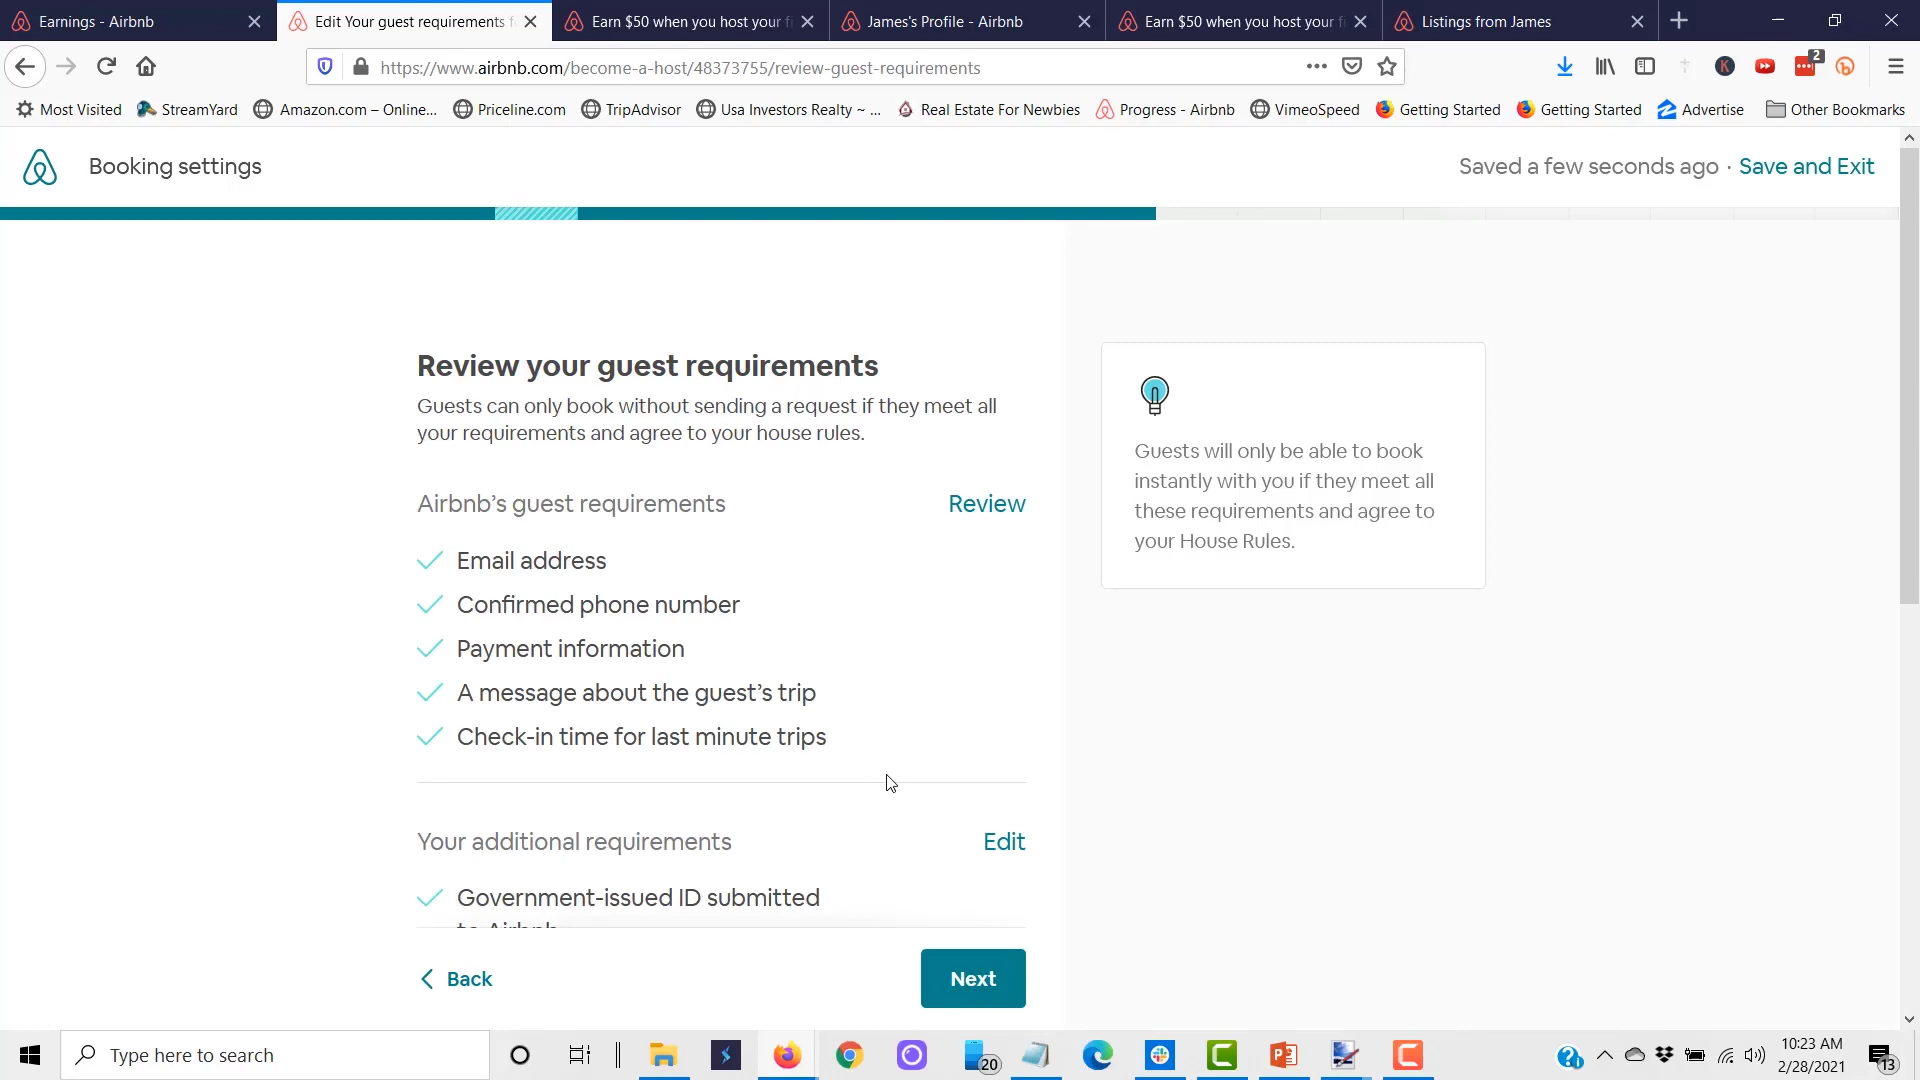 Earnings - Airbnb
Edit Your guest requirements f
Earn $50 when you host your fi
James's Profile - Airbnb
Earn $50 when you host your fi
Listings from James
https://www.airbnb.com/become-a-host/48373755/review-guest-requirements
2
Most Visited
StreamYard
Amazon.com – Online...
Priceline.com
TripAdvisor
Usa Investors Realty ~ ...
Real Estate For Newbies
Progress - Airbnb
VimeoSpeed
Getting Started
Getting Started
Advertise
Other Bookmarks
Booking settings
Saved a few seconds ago · Save and Exit
Review your guest requirements
Guests can only book without sending a request if they meet all
your requirements and agree to your house rules.
Airbnb’s guest requirements
Review
Email address
Confirmed phone number
Payment information
A message about the guest’s trip
Check-in time for last minute trips
Guests will only be able to book
instantly with you if they meet all
these requirements and agree to
your House Rules.
Your additional requirements
Edit
Government-issued ID submitted
to Airbnb
Back
Next
Type here to search
20
10:23 AM
2/28/2021
13